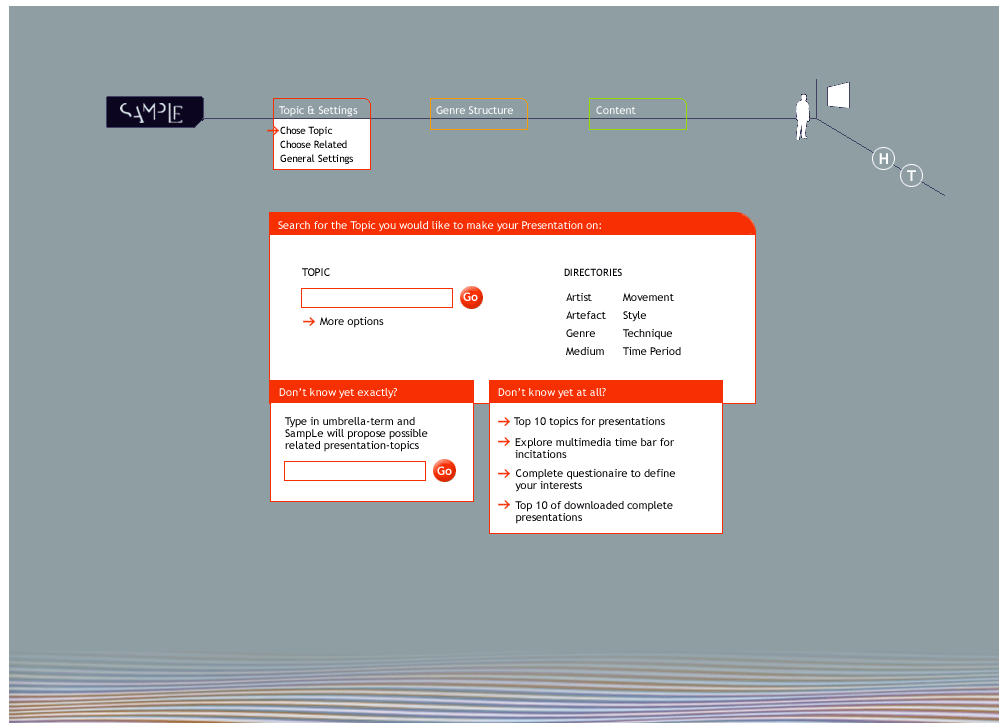 SAMPLE
Topic & Settings
Chose Topic
Choose Related
General Settings
Genre Structure
Content
H
T
Search for the Topic you would like to make your Presentation on:
TOPIC
Go
More options
DIRECTORIES
Artist Movement
Artefact Style
Genre Technique
Medium Time Period
Don't know yet exactly?
Type in umbrella-term and
SampLe will propose possible
related presentation-topics
Go
Don't know yet at all?
Top 10 topics for presentations
Explore multimedia time bar for
incitations
Complete questionaire to define
your interests
Top 10 of downloaded complete
presentations